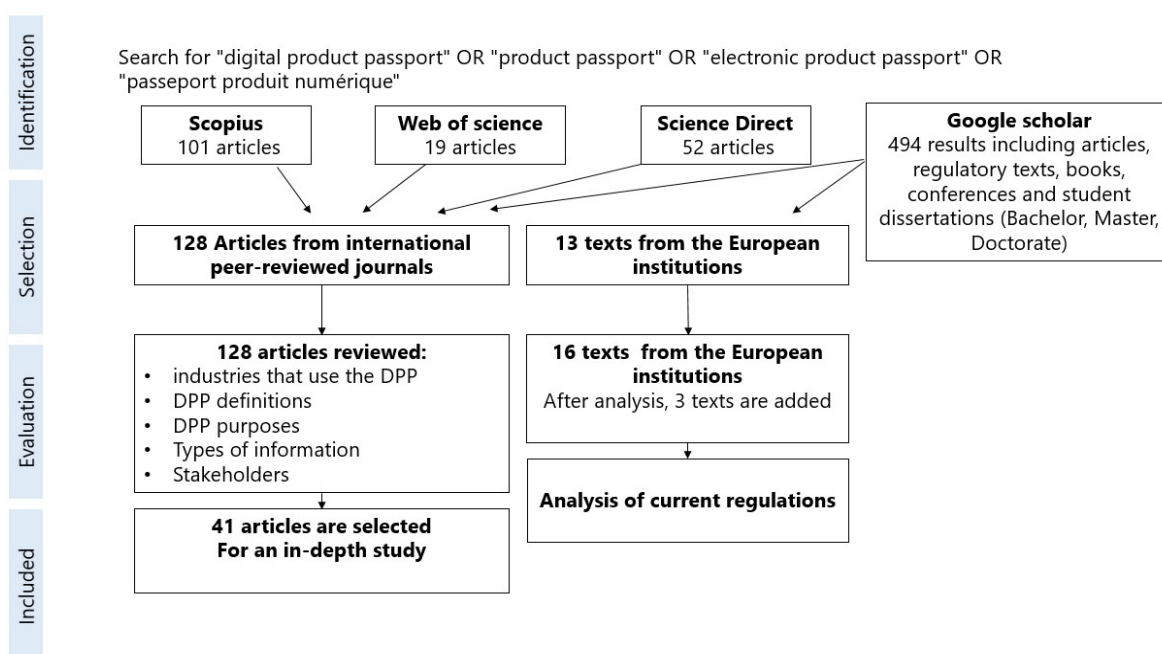 Identification
Search for "digital product passport" OR "product passport" OR "electronic product passport" OR
"passeport produit numérique"
Scopius
101 articles
Web of science
19 articles
Science Direct
52 articles
Google scholar
494 results including articles,
regulatory texts, books,
conferences and student
dissertations (Bachelor, Master,
Doctorate)
Selection
128 Articles from international
peer-reviewed journals
13 texts from the European
institutions
Evaluation
128 articles reviewed:
• industries that use the DPP
• DPP definitions
• DPP purposes
• Types of information
• Stakeholders
16 texts from the European
institutions
After analysis, 3 texts are added
Analysis of current regulations
Included
41 articles are selected
For an in-depth study